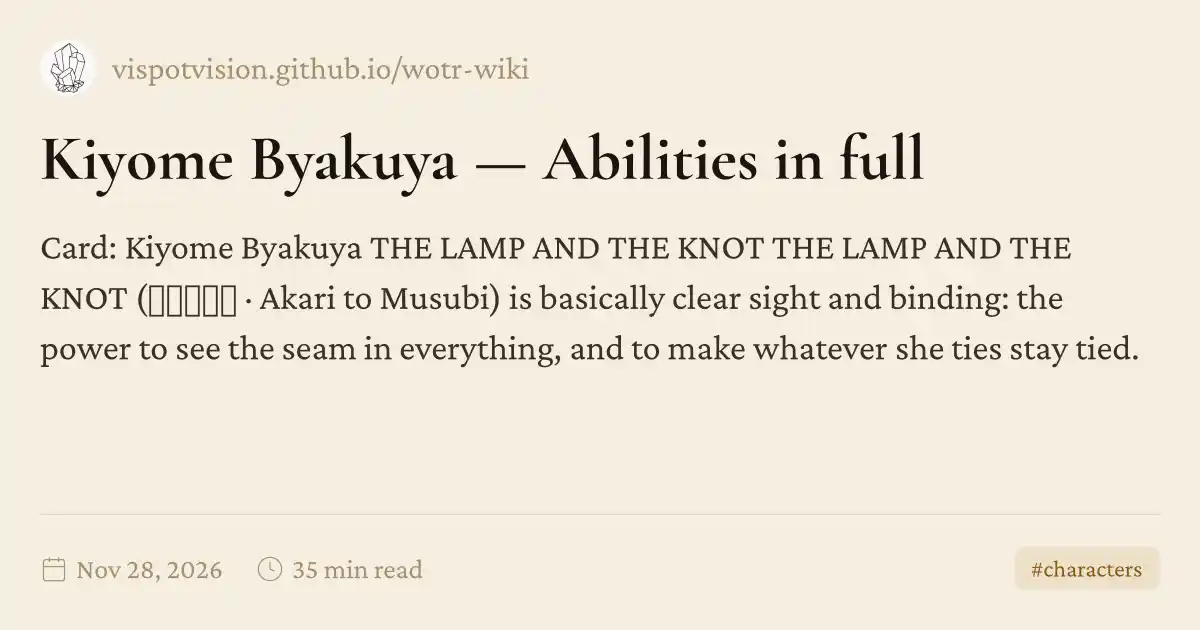 vispotvision.github.io/wotr-wiki
Kiyome Byakuya — Abilities in full
Card: Kiyome Byakuya THE LAMP AND THE KNOT THE LAMP AND THE
KNOT (▯▯▯▯▯ · Akari to Musubi) is basically clear sight and binding: the
power to see the seam in everything, and to make whatever she ties stay tied.
Nov 28, 2026
35 min read
#characters